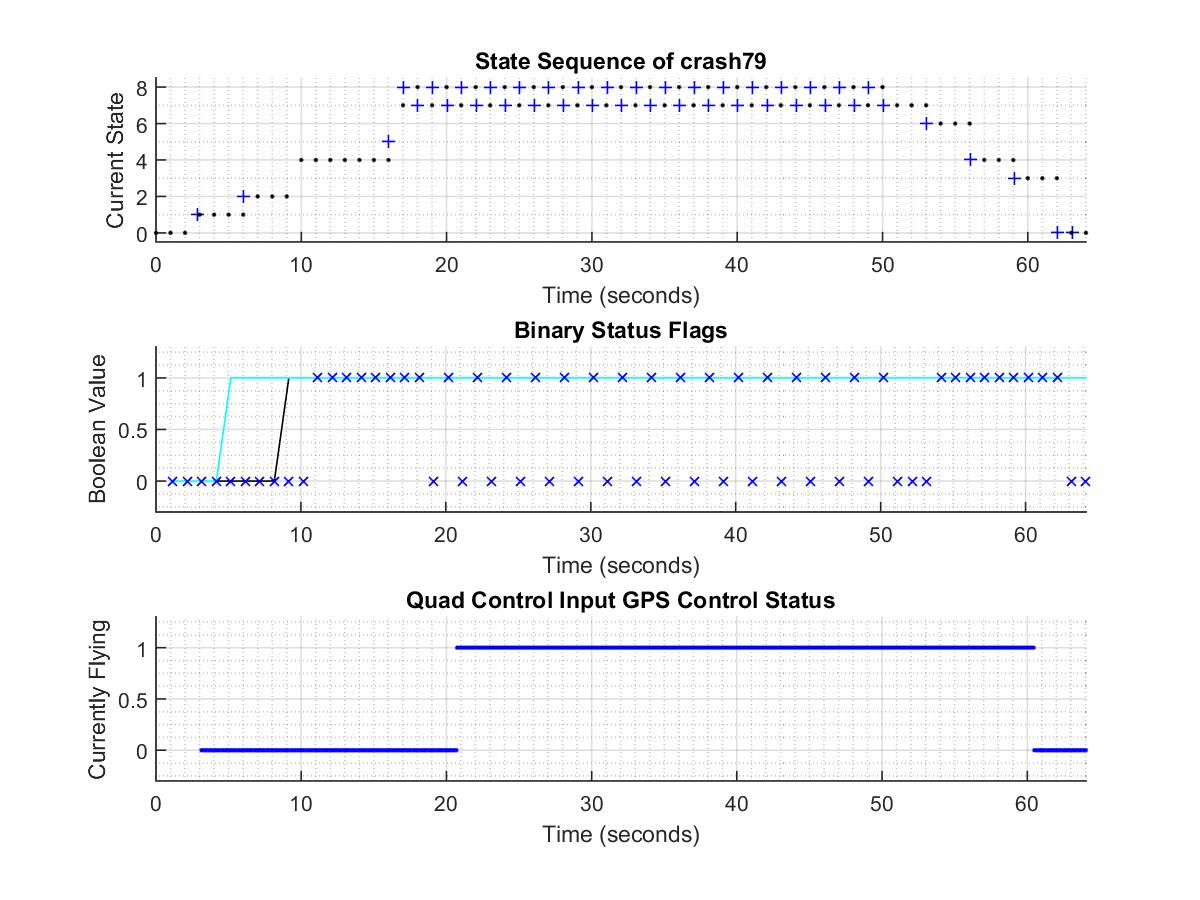 State Sequence of crash79
Current State
8
6
4
2
0
0 10 20 30 40 50 60
Time (seconds)
Binary Status Flags
Boolean Value
1
0.5
0
0 10 20 30 40 50 60
Time (seconds)
Quad Control Input GPS Control Status
Currently Flying
1
0.5
0
0 10 20 30 40 50 60
Time (seconds)